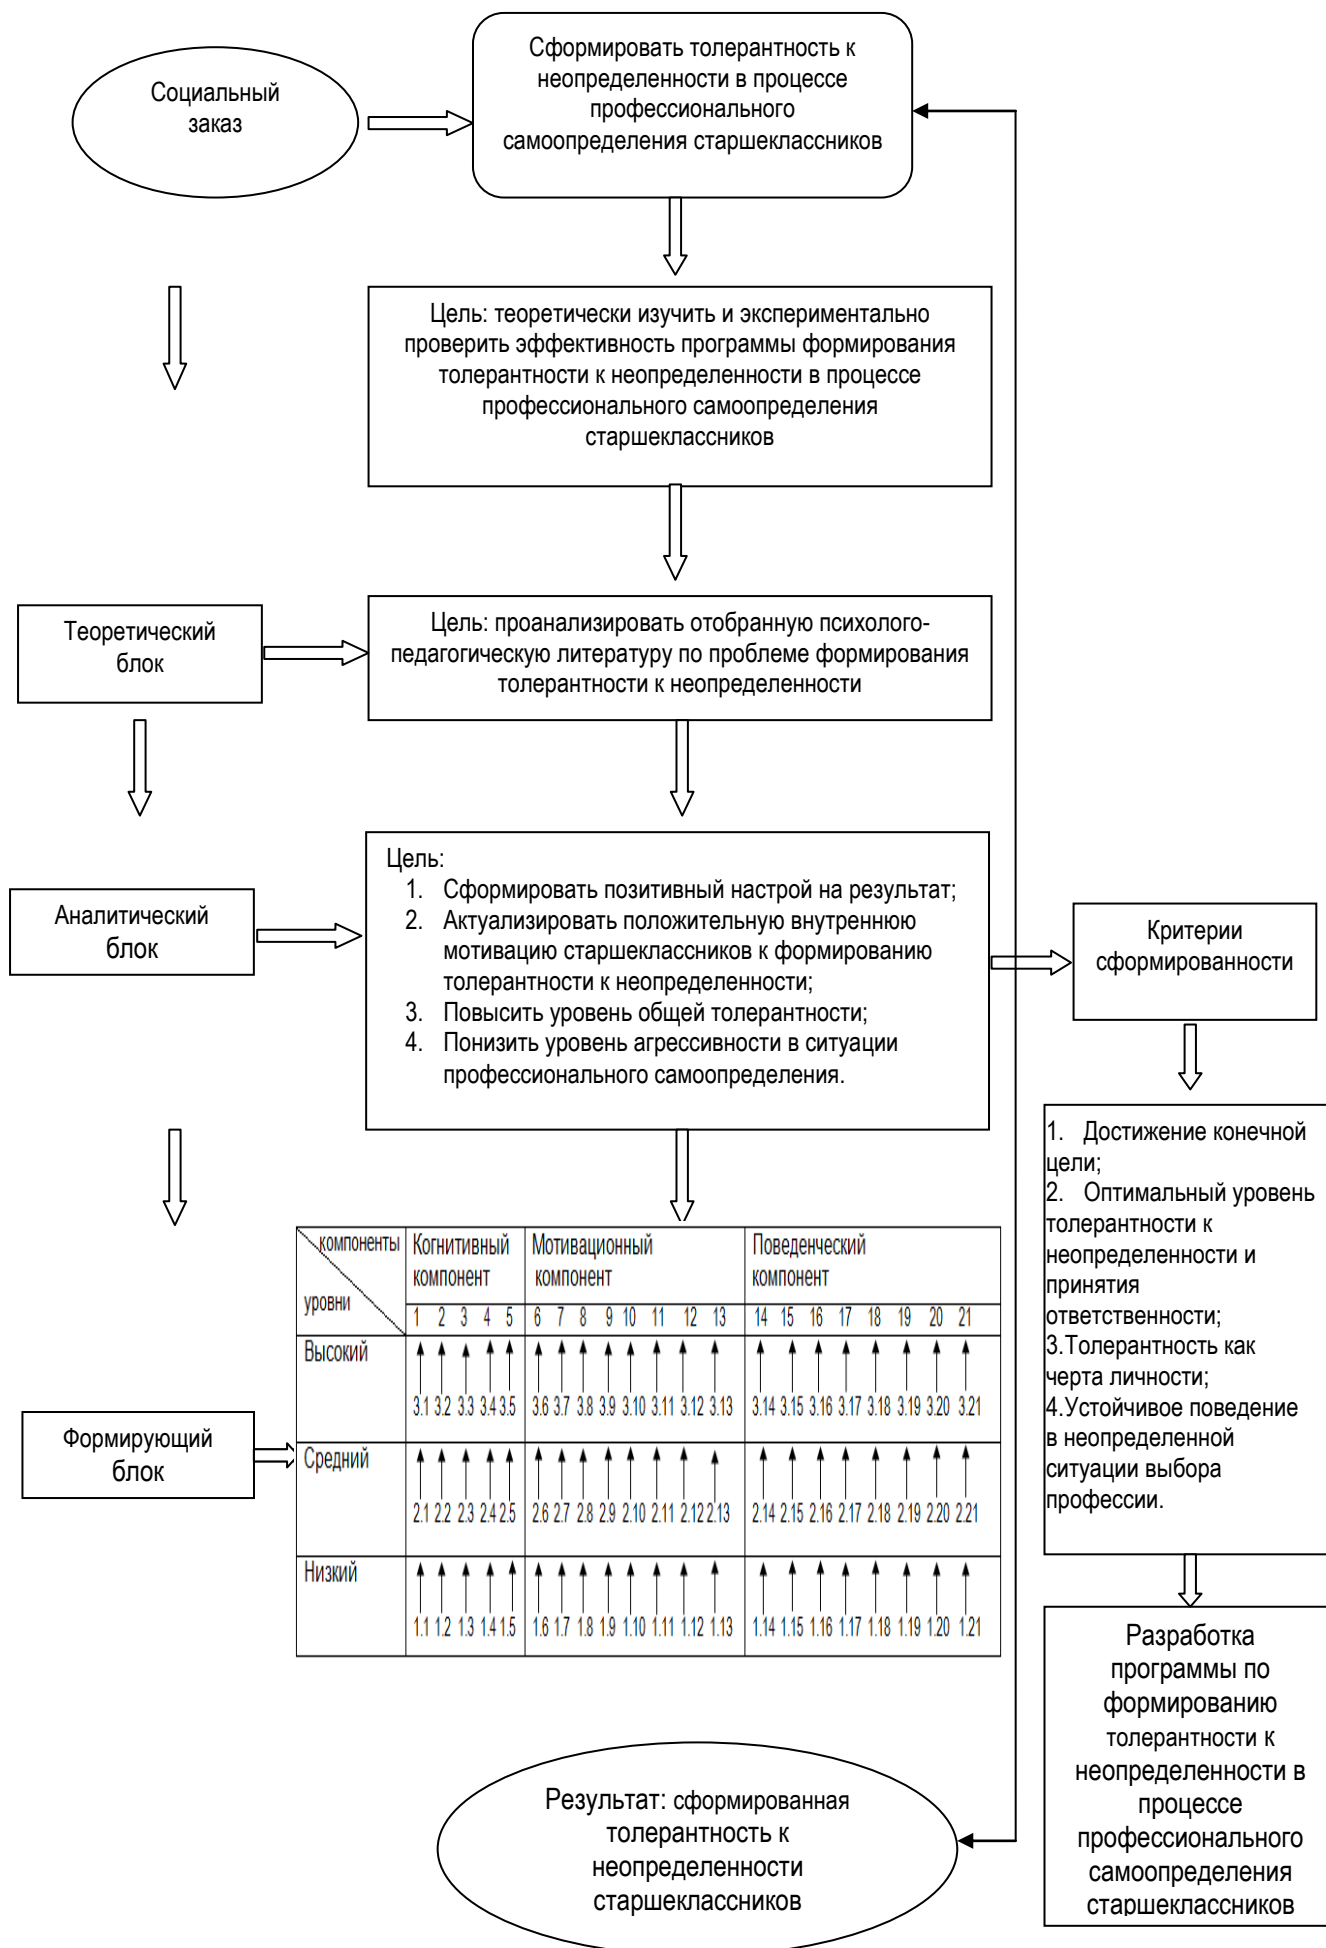 Социальный
заказ
Сформировать толерантность к
неопределенности в процессе
профессионального
самоопределения старшеклассников
Цель: теоретически изучить и экспериментально
проверить эффективность программы формирования
толерантности к неопределенности в процессе
профессионального самоопределения
старшеклассников
Теоретический
блок
Цель: проанализировать отобранную психолого-
педагогическую литературу по проблеме формирования
толерантности к неопределенности
Аналитический
блок
Цель:
1. Сформировать позитивный настрой на результат;
2. Актуализировать положительную внутреннюю
мотивацию старшеклассников к формированию
толерантности к неопределенности;
3. Повысить уровень общей толерантности;
4. Понизить уровень агрессивности в ситуации
профессионального самоопределения.
Критерии
сформированности
1. Достижение конечной
цели;
2. Оптимальный уровень
толерантности к
неопределенности и
принятия
ответственности;
3.Толерантность как
черта личности;
4.Устойчивое поведение
в неопределенной
ситуации выбора
профессии.
Формирующий
блок
компоненты
уровни
Когнитивный
компонент
Мотивационный
компонент
Поведенческий
компонент
1 2 3 4 5 6 7 8 9 10 11 12 13 14 15 16 17 18 19 20 21
Высокий
3.1 3.2 3.3 3.4 3.5 3.6 3.7 3.8 3.9 3.10 3.11 3.12 3.13 3.14 3.15 3.16 3.17 3.18 3.19 3.20 3.21
Средний
2.1 2.2 2.3 2.4 2.5 2.6 2.7 2.8 2.9 2.10 2.11 2.12 2.13 2.14 2.15 2.16 2.17 2.18 2.19 2.20 2.21
Низкий
1.1 1.2 1.3 1.4 1.5 1.6 1.7 1.8 1.9 1.10 1.11 1.12 1.13 1.14 1.15 1.16 1.17 1.18 1.19 1.20 1.21
Разработка
программы по
формированию
толерантности к
неопределенности в
процессе
профессионального
самоопределения
старшеклассников
Результат: сформированная
толерантность к
неопределенности
старшеклассников